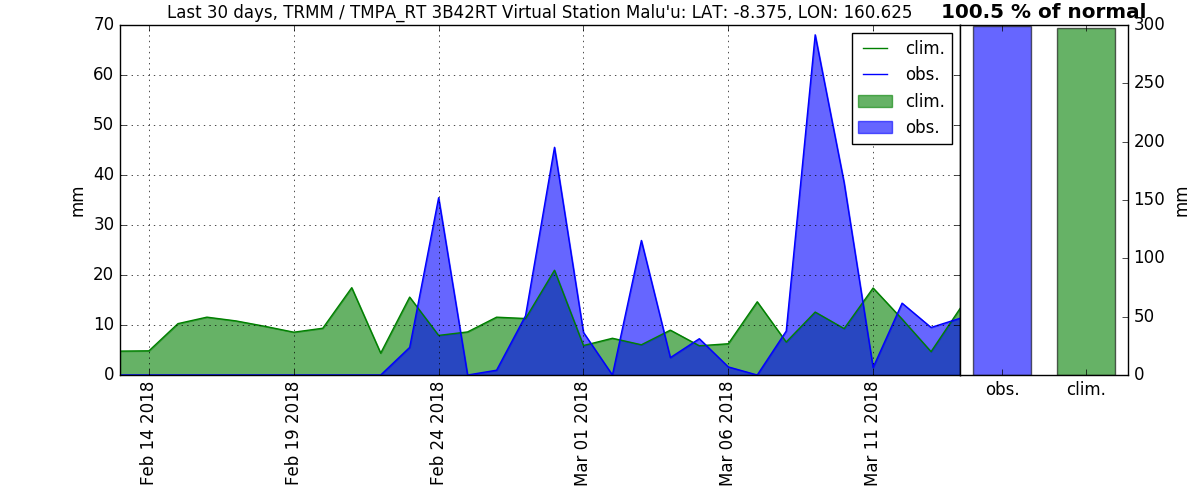 Last 30 days, TRMM / TMPA_RT 3B42RT Virtual Station Malu'u: LAT: -8.375, LON: 160.625
100.5 % of normal
70
60
50
40
30
20
10
0
mm
clim.
obs.
clim.
obs.
Feb 14 2018
Feb 19 2018
Feb 24 2018
Mar 01 2018
Mar 06 2018
Mar 11 2018
300
250
200
150
100
50
0
mm
obs.
clim.